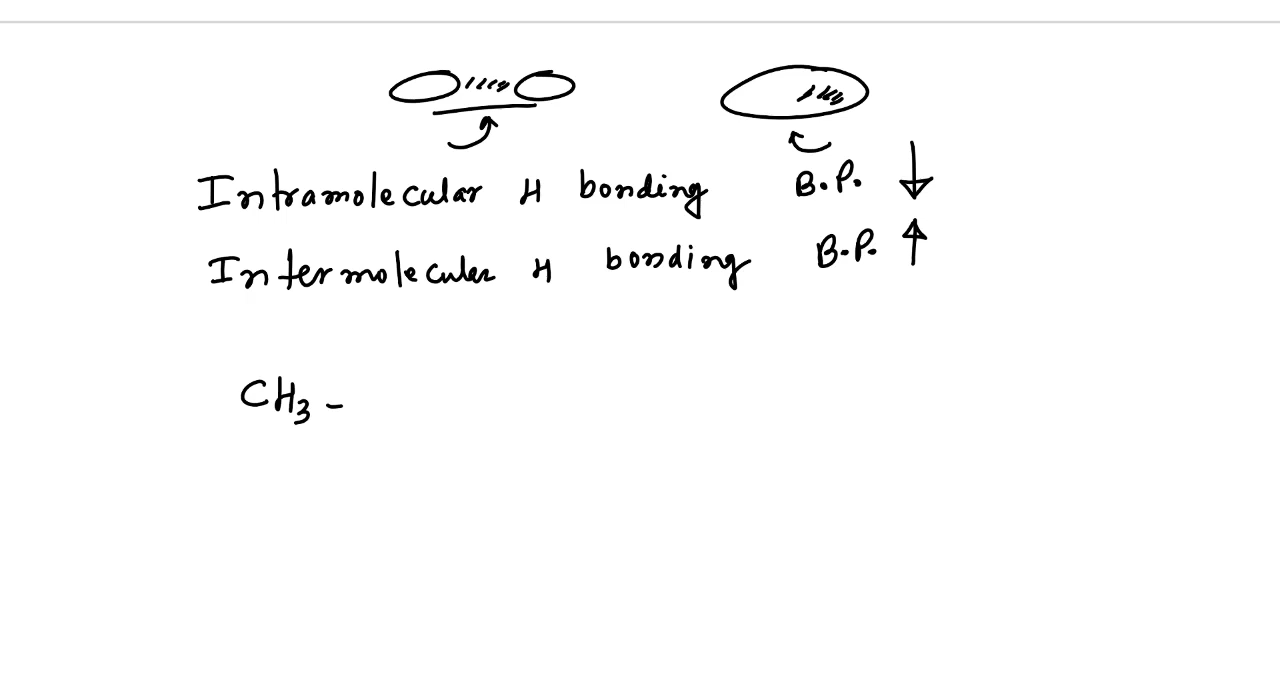 Intramolecular H bonding B.P. ↓
Intermolecular H bonding B.P. ↑
CH₃ -